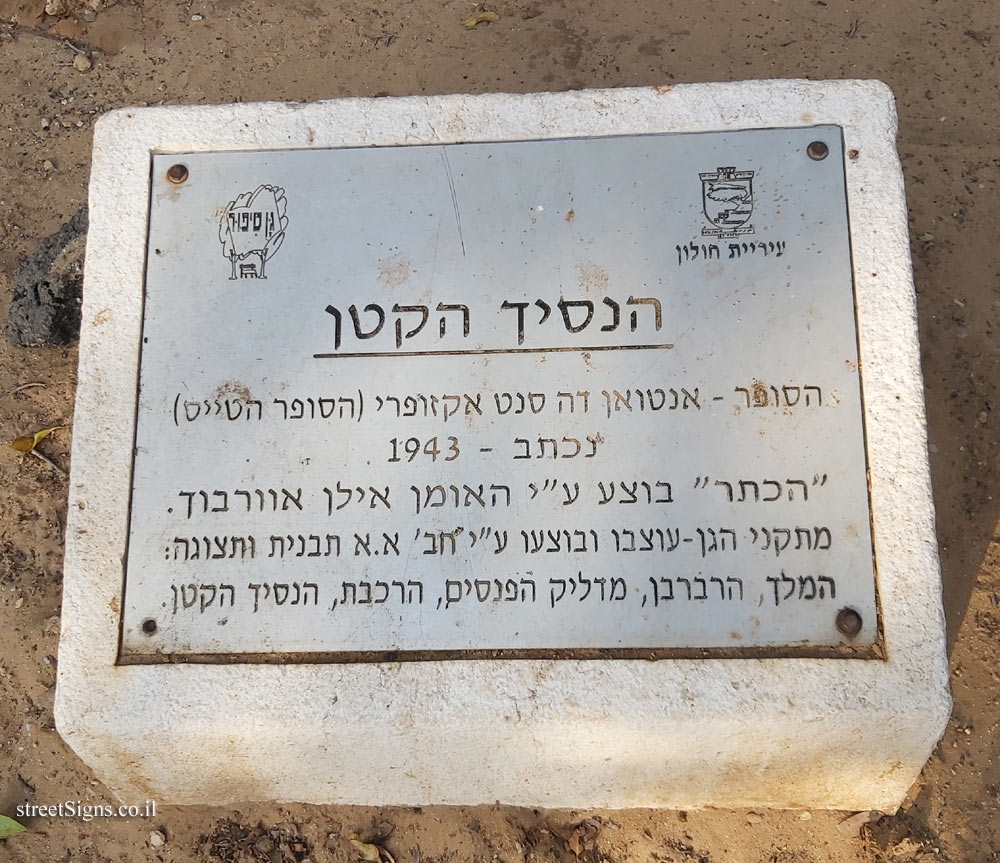 גן סיפור
עיריית חולון
הנסיך הקטן
הסופר - אנטואן דה סנט אקזופרי (הסופר הטייס)
נכתב - 1943
"הכתר" בוצע ע"י האומן אילן אוורבוך.
מתקני הגן-עוצבו ובוצעו ע"י חב' א.א תבנית ותצוגה:
המלך, הרברבן, מדליק הפנסים, הרכבת, הנסיך הקטן.
streetSigns.co.il